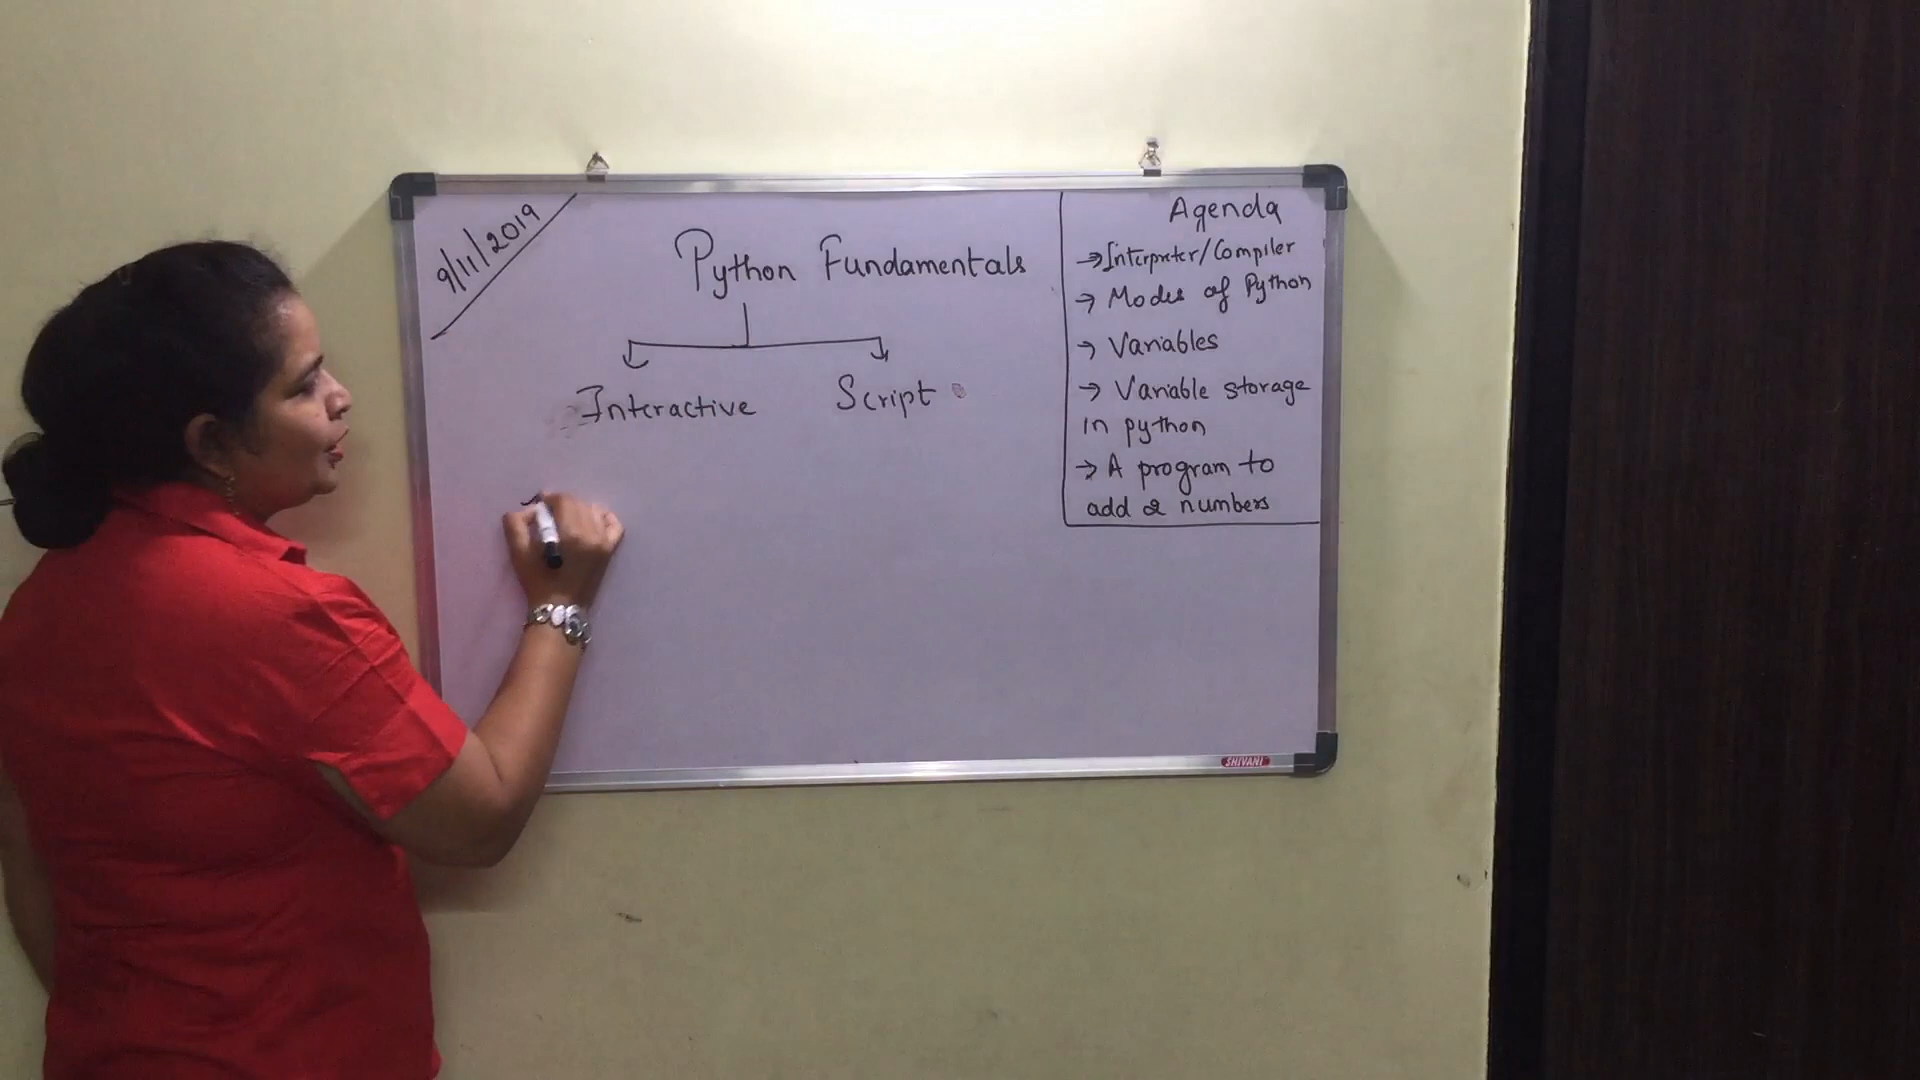 9/11/2019
Python Fundamentals
Interactive
Script
Agenda
→ Interpreter/Compiler
→ Modes of Python
→ Variables
→ Variable storage
in python
→ A program to
add 2 numbers
SHIVANI